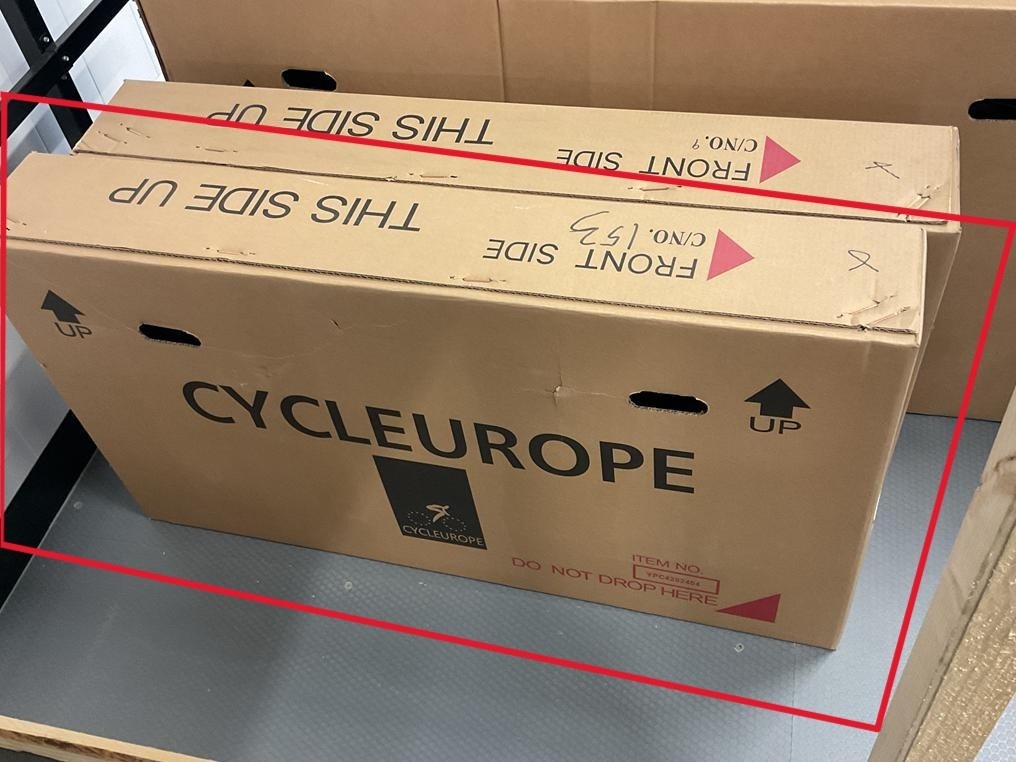 THIS SIDE UP
FRONT SIDE
C/NO.
THIS SIDE UP
FRONT SIDE
C/NO. 153
UP
UP
CYCLEUROPE
CYCLEUROPE
ITEM NO.
YPC4202454
DO NOT DROP HERE